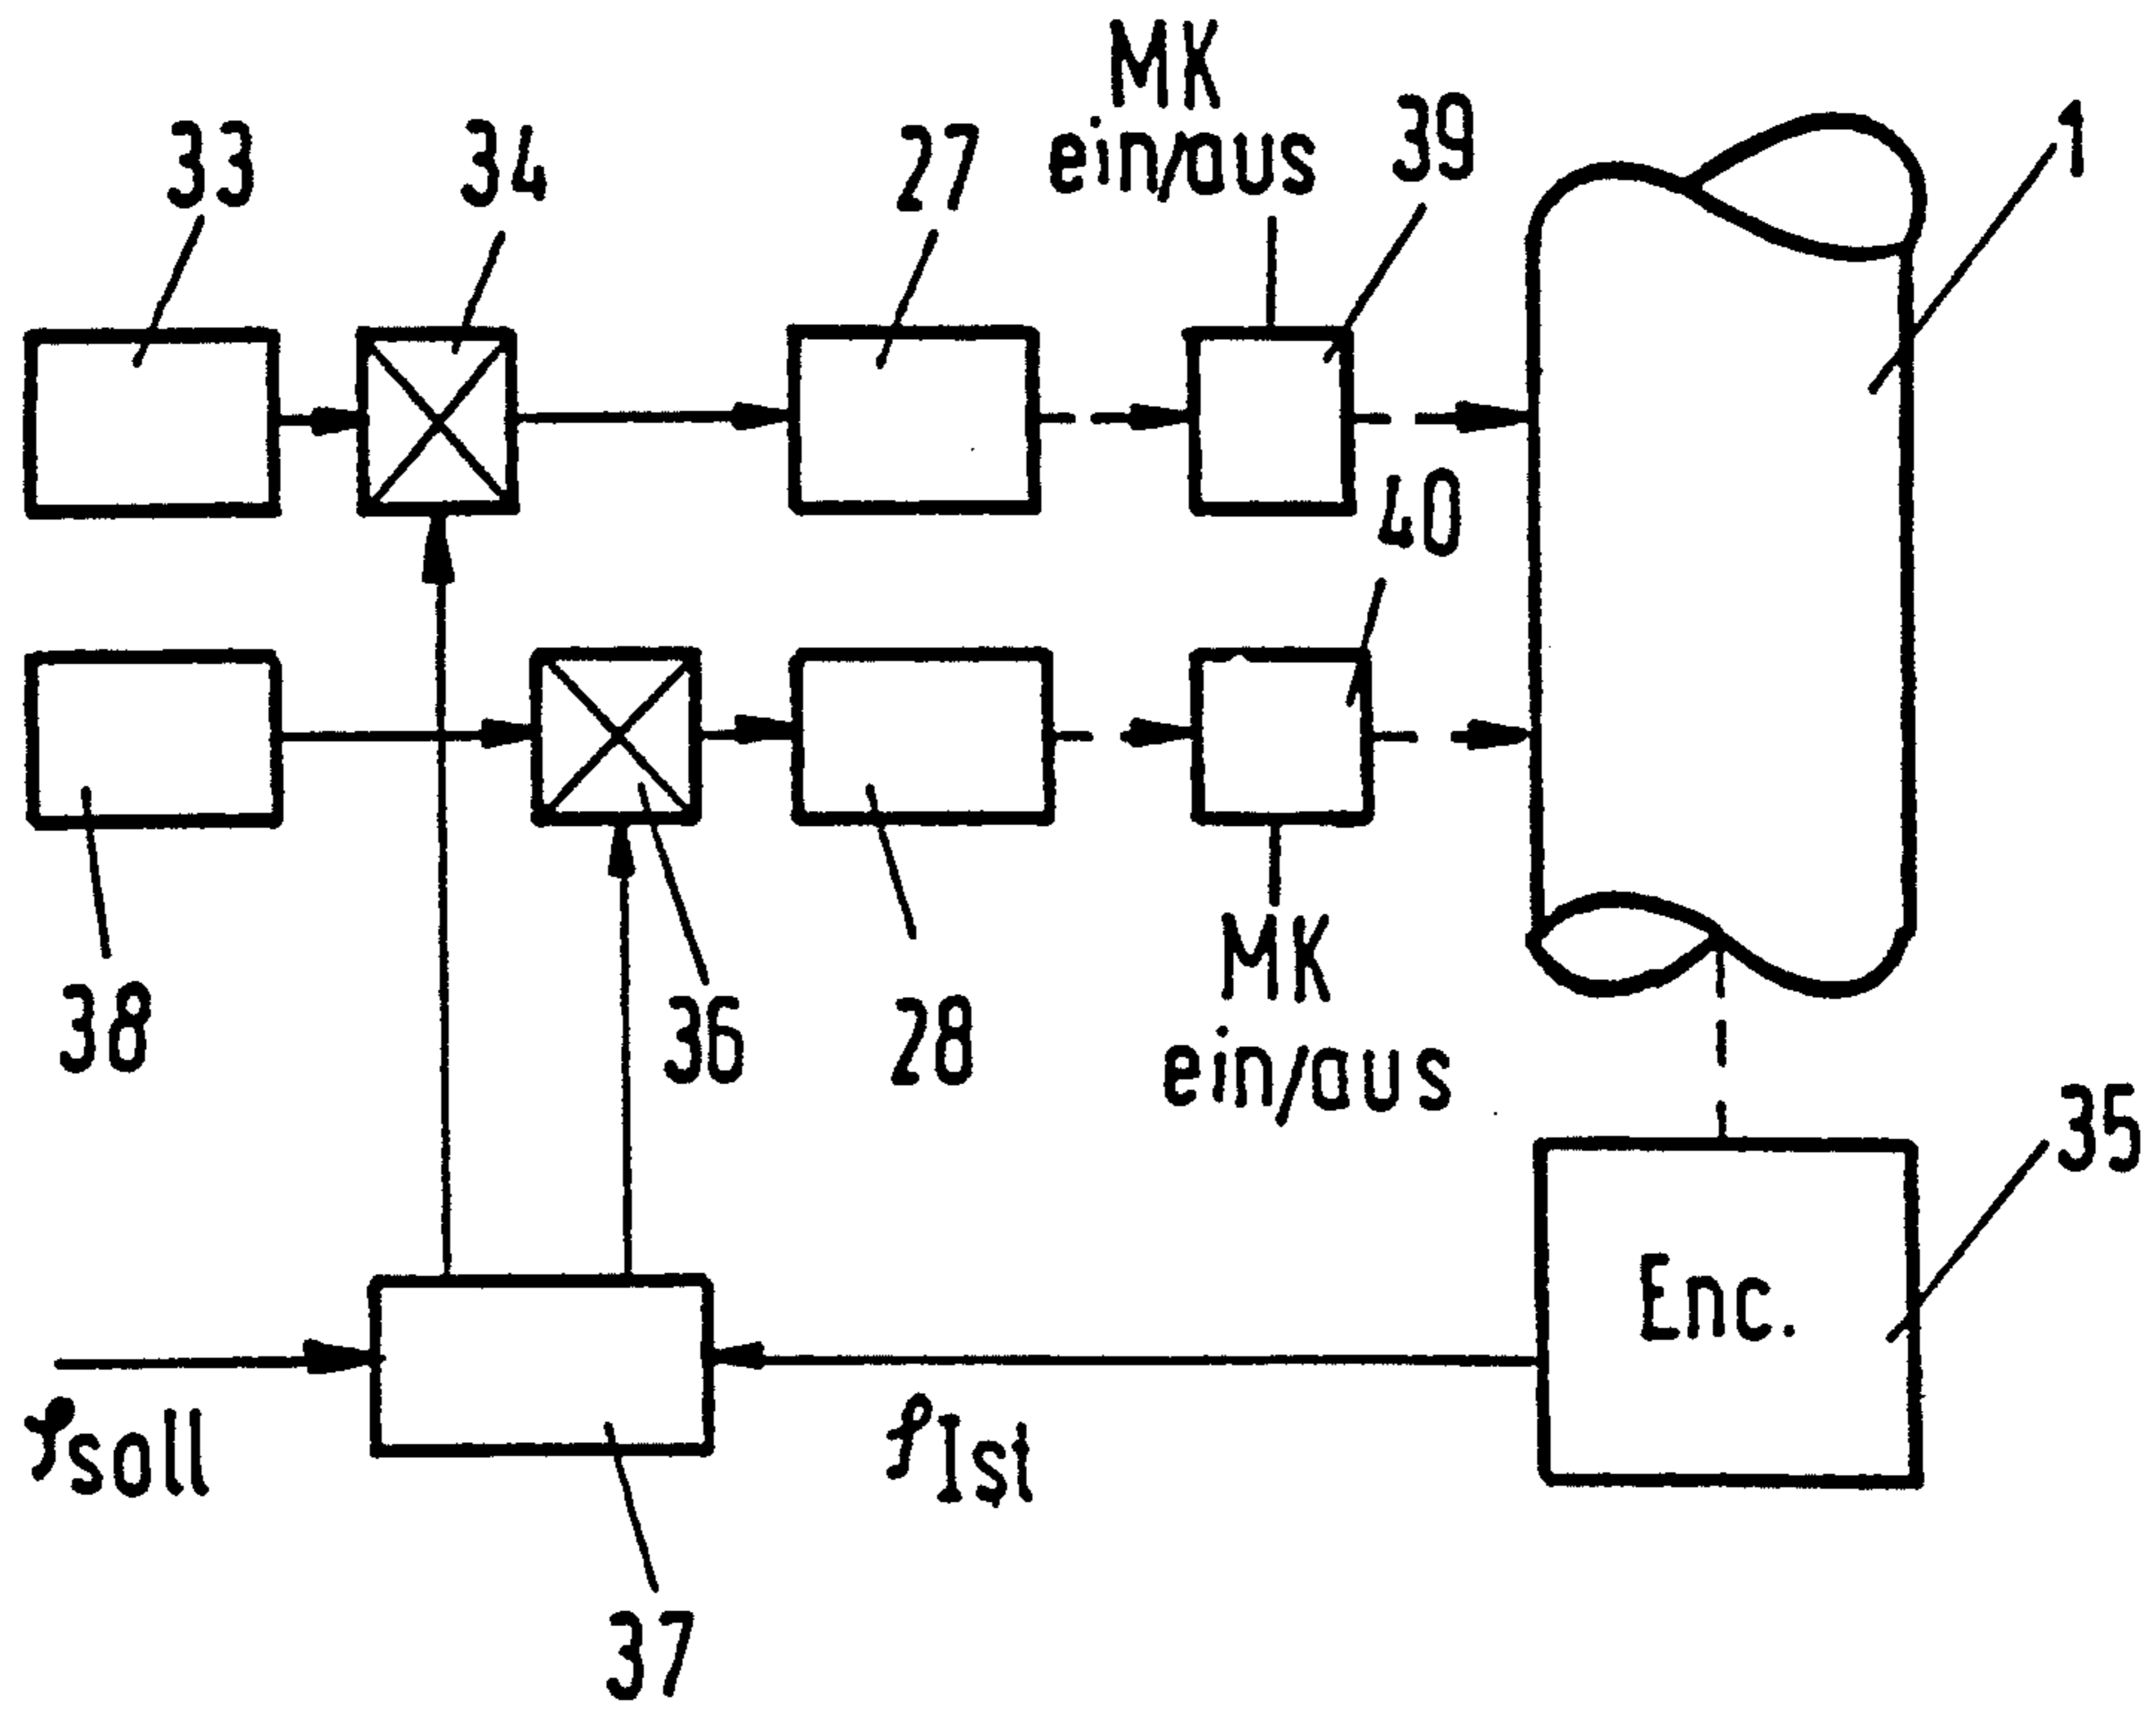 MK
ein/aus
33
34
27
39
1
40
38
36
28
MK
ein/aus
35
Enc.
φsoll
φIst
37